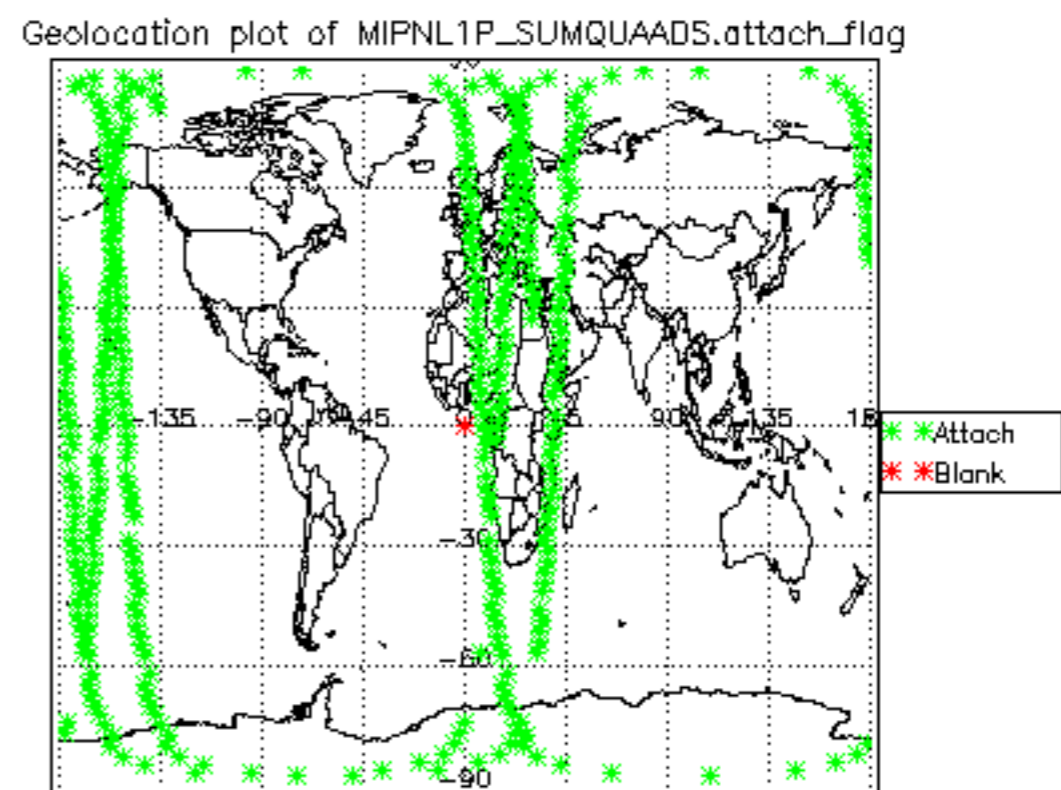 Geolocation plot of MIPNL1P_SUMQUAADS.attach_flag
-135 -90 -45 90 135
Attach
Blank
-30
-60
-90